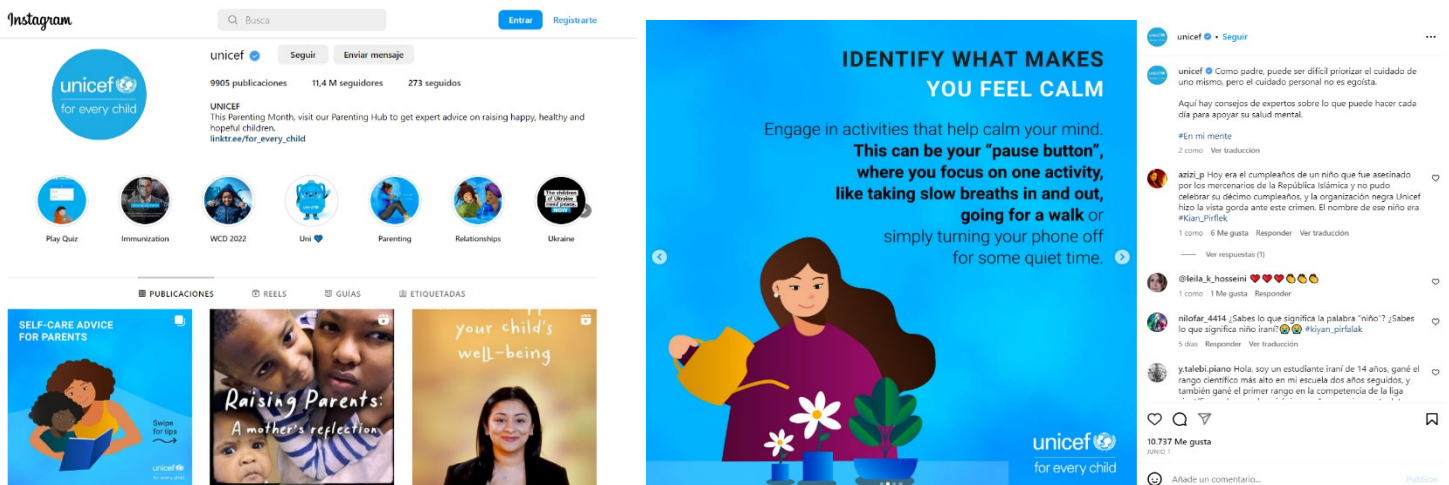 Instagram
Busca
Entrar
Registrarte
unicef
Seguir
Enviar mensaje
9905 publicaciones 11,4 M seguidores 273 seguidos
UNICEF
This Parenting Month, visit our Parenting Hub to get expert advice on raising happy, healthy and
hopeful children.
linktr.ee/for_every_child
unicef
for every child
The children
of Ukraine
need peace.
NOW
Play Quiz
Immunization
WCD 2022
Uni 💙
Parenting
Relationships
Ukraine
PUBLICACIONES
REELS
GUÍAS
ETIQUETADAS
SELF-CARE ADVICE
FOR PARENTS
Swipe
for tips
unicef
for every child
Raising Parents:
A mother's reflection
your child's
well-being
IDENTIFY WHAT MAKES
YOU FEEL CALM
Engage in activities that help calm your mind.
This can be your "pause button",
where you focus on one activity,
like taking slow breaths in and out,
going for a walk or
simply turning your phone off
for some quiet time.
unicef
for every child
unicef • Seguir
unicef Como padre, puede ser difícil priorizar el cuidado de
uno mismo, pero el cuidado personal no es egoísta.
Aquí hay consejos de expertos sobre lo que puede hacer cada
día para apoyar su salud mental.
#En mi mente
2 como Ver traducción
azizi_p Hoy era el cumpleaños de un niño que fue asesinado
por los mercenarios de la República Islámica y no pudo
celebrar su décimo cumpleaños, y la organización negra Unicef
hizo la vista gorda ante este crimen. El nombre de ese niño era
#Kian_Pirflek
1 como 6 Me gusta Responder Ver traducción
Ver respuestas (1)
@leila_k_hosseini ❤️❤️❤️👏👏👏
1 como 1 Me gusta Responder
nilofar_4414 ¿Sabes lo que significa la palabra "niño"? ¿Sabes
lo que significa niño iraní?😭😭 #kiyan_pirfalak
5 días Responder Ver traducción
y.talebi.piano Hola, soy un estudiante iraní de 14 años, gané el
rango científico más alto en mi escuela dos años seguidos, y
también gané el primer rango en la competencia de la liga
10.737 Me gusta
JUNIO 1
Añade un comentario...
Publicar